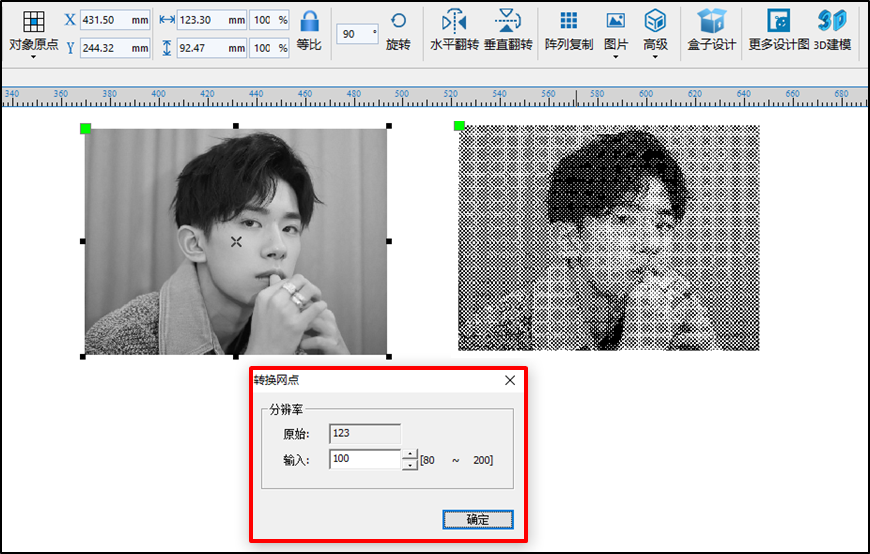 X 431.50 mm 123.30 mm 100 %
对象原点 Y 244.32 mm 92.47 mm 100 % 等比
90 ° 旋转 水平翻转 垂直翻转 阵列复制 图片 高级 盒子设计 更多设计图 3D 3D建模
340 360 380 400 420 440 460 480 500 520 540 560 580 600 620 640 660 680
转换网点
分辨率
原始: 123
输入: 100 [80 ~ 200]
确定